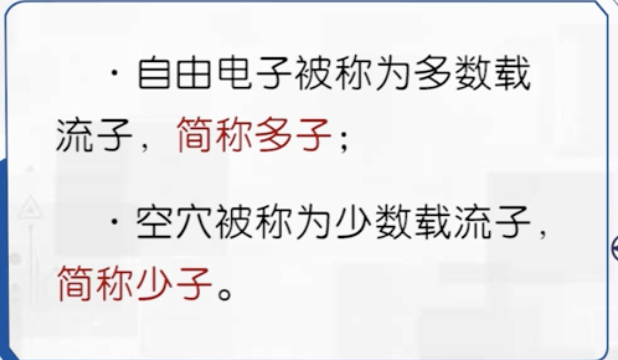 ·自由电子被称为多数载
流子，简称多子；
·空穴被称为少数载流子，
简称少子。